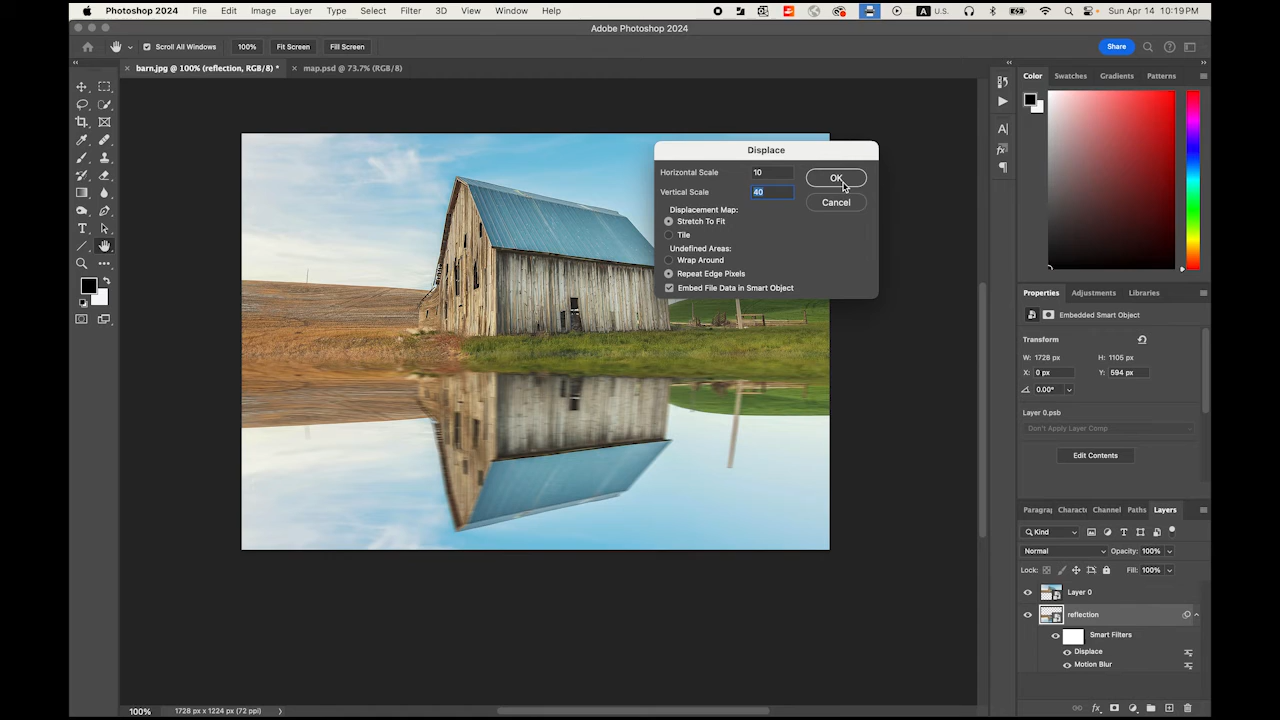 Photoshop 2024 File Edit Image Layer Type Select Filter 3D View Window Help A U.S. Sun Apr 14 10:19 PM
Adobe Photoshop 2024
Scroll All Windows 100% Fit Screen Fill Screen Share
× barn.jpg @ 100% (reflection, RGB/8) * × map.psd @ 73.7% (RGB/8)
Color Swatches Gradients Patterns
Displace
Horizontal Scale 10
OK
Vertical Scale 40
Cancel
Displacement Map:
Stretch To Fit
Tile
Undefined Areas:
Wrap Around
Repeat Edge Pixels
Embed File Data in Smart Object
Properties Adjustments Libraries
Embedded Smart Object
Transform
W: 1728 px H: 1105 px
X: 0 px Y: 594 px
0.00°
Layer 0.psb
Don't Apply Layer Comp
Edit Contents
Paragraph Character Channel Paths Layers
Kind
Normal Opacity: 100%
Lock: Fill: 100%
Layer 0
reflection
Smart Filters
Displace
Motion Blur
100% 1728 px x 1224 px (72 ppi)